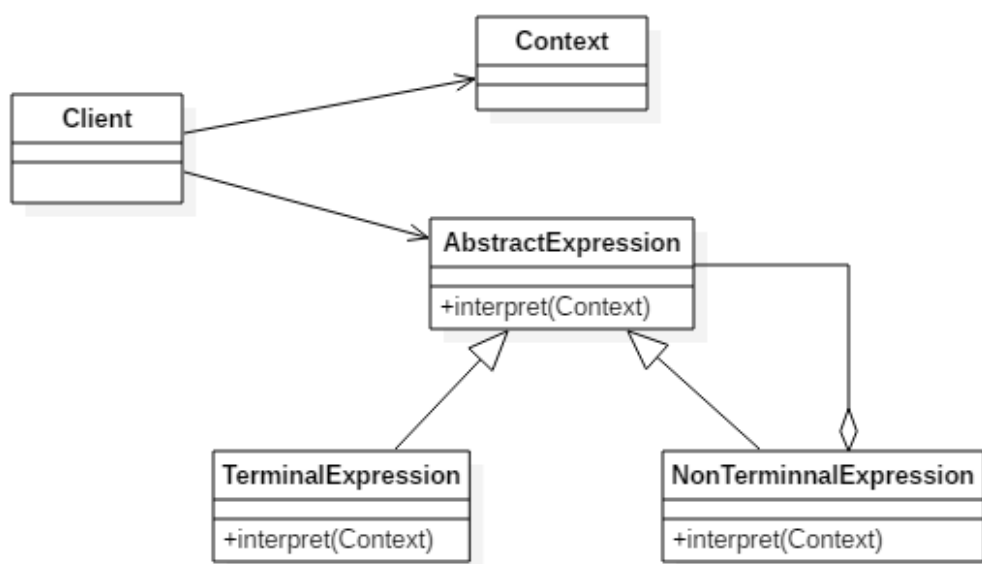 Context
Client
AbstractExpression
+interpret(Context)
TerminalExpression
+interpret(Context)
NonTerminnalExpression
+interpret(Context)